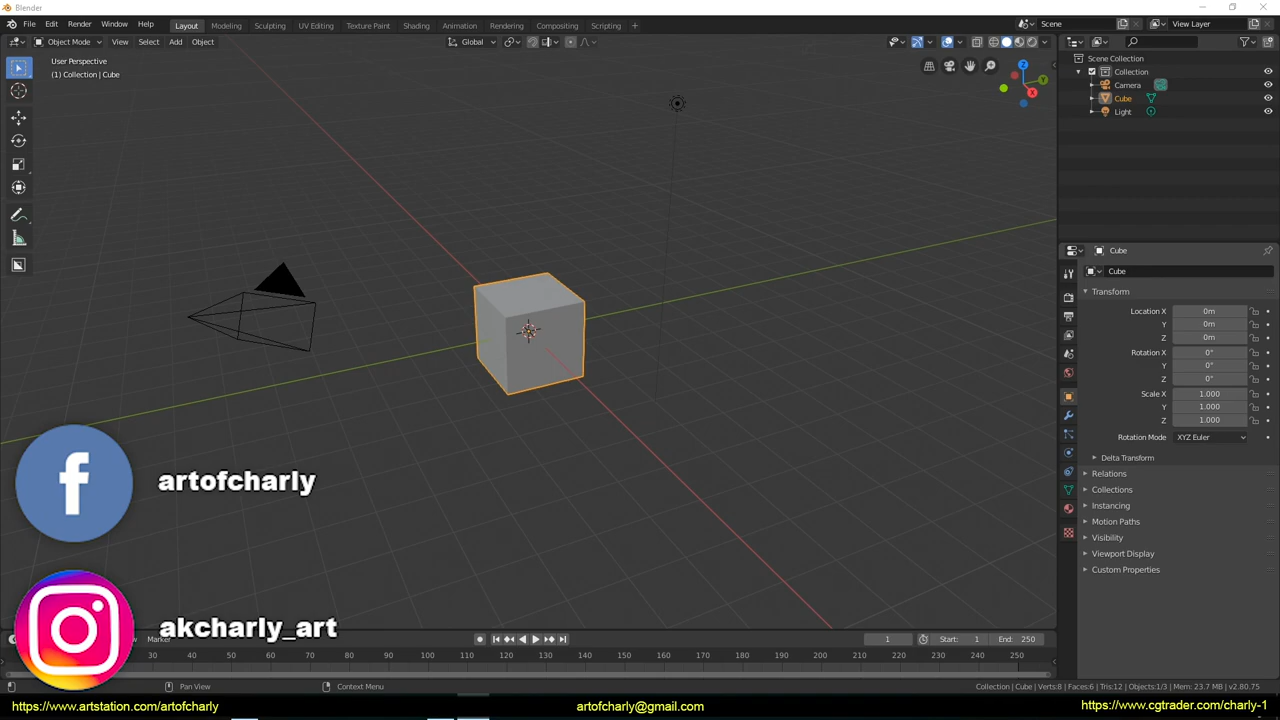 Blender
File Edit Render Window Help
Layout Modeling Sculpting UV Editing Texture Paint Shading Animation Rendering Compositing Scripting +
Scene
View Layer
Object Mode View Select Add Object
Global
User Perspective
(1) Collection | Cube
Z
Y
X
Scene Collection
Collection
Camera
Cube
Light
Cube
Cube
Transform
Location X 0m
Y 0m
Z 0m
Rotation X 0°
Y 0°
Z 0°
Scale X 1.000
Y 1.000
Z 1.000
Rotation Mode XYZ Euler
Delta Transform
Relations
Collections
Instancing
Motion Paths
Visibility
Viewport Display
Custom Properties
f artofcharly
akcharly_art
Marker
1 Start: 1 End: 250
30 40 50 60 70 80 90 100 110 120 130 140 150 160 170 180 190 200 210 220 230 240 250
Pan View Context Menu
Collection | Cube | Verts:8 | Faces:6 | Tris:12 | Objects:1/3 | Mem: 23.7 MB | v2.80.75
https://www.artstation.com/artofcharly artofcharly@gmail.com https://www.cgtrader.com/charly-1